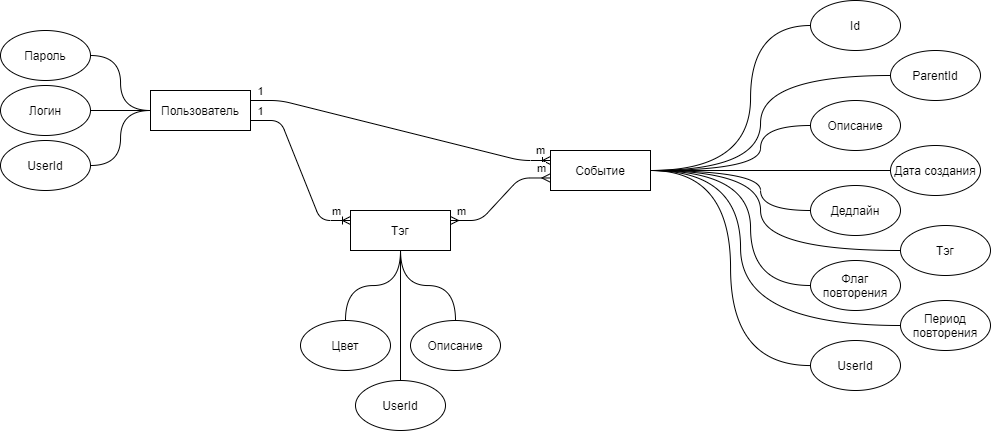 Пароль
Логин
UserId
Пользователь
1
1
m
m
m
m
Событие
Тэг
Цвет
Описание
UserId
Id
ParentId
Описание
Дата создания
Дедлайн
Тэг
Флаг
повторения
Период
повторения
UserId